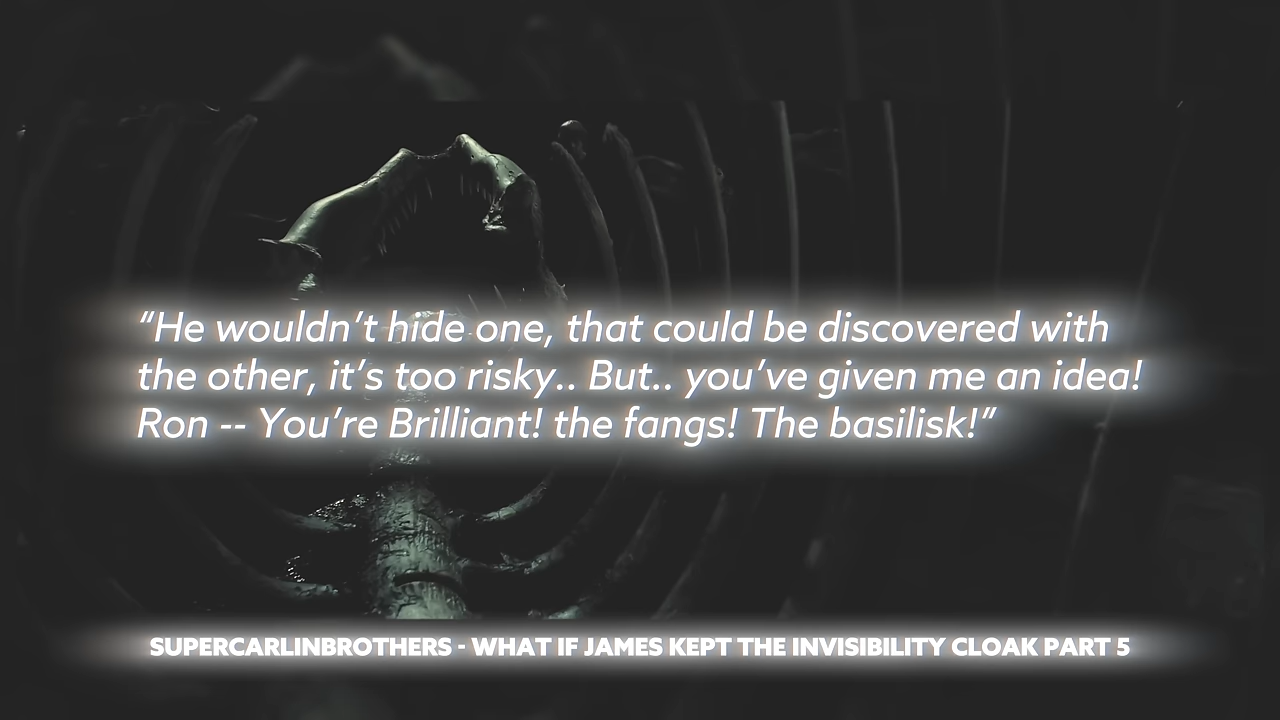 “He wouldn’t hide one, that could be discovered with
the other, it’s too risky.. But.. you’ve given me an idea!
Ron -- You’re Brilliant! the fangs! The basilisk!”
SUPERCARLINBROTHERS - WHAT IF JAMES KEPT THE INVISIBILITY CLOAK PART 5